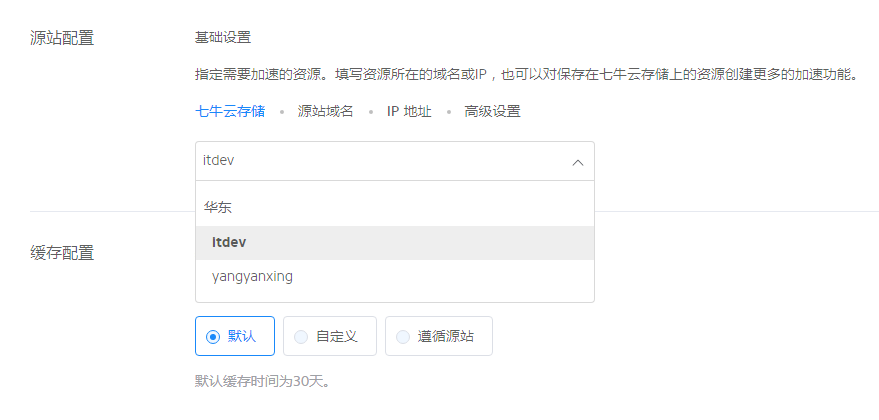 源站配置
基础设置
指定需要加速的资源。填写资源所在的域名或IP，也可以对保存在七牛云存储上的资源创建更多的加速功能。
七牛云存储 • 源站域名 • IP 地址 • 高级设置
itdev
华东
itdev
yangyanxing
缓存配置
默认 自定义 遵循源站
默认缓存时间为30天。